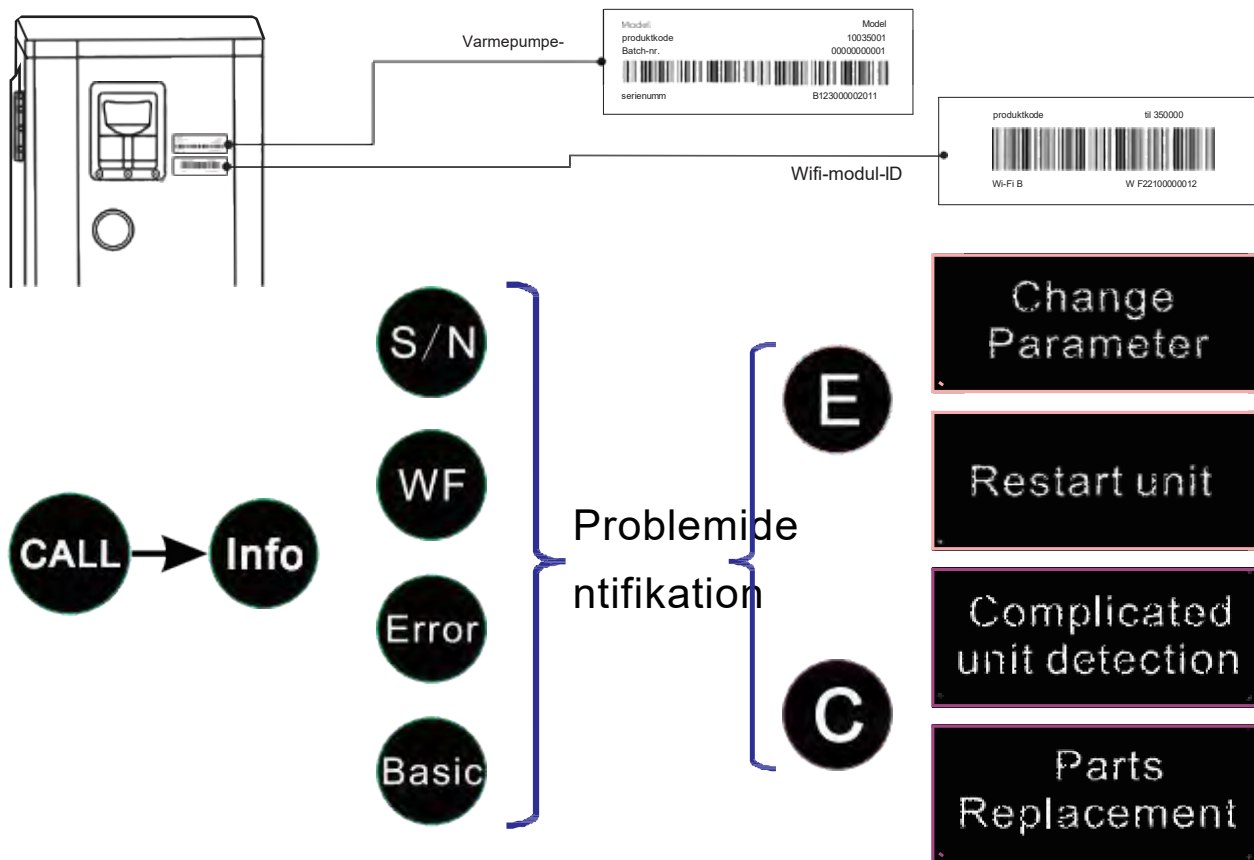 Varmepumpe-
Model Model
produktkode 10035001
Batch-nr. 00000000001
serienumm B123000002011
Wifi-modul-ID
produktkode til 350000
Wi-Fi B W F22100000012
CALL
Info
S/N
WF
Error
Basic
Problemide
ntifikation
E
C
Change
Parameter
Restart unit
Complicated
unit detection
Parts
Replacement